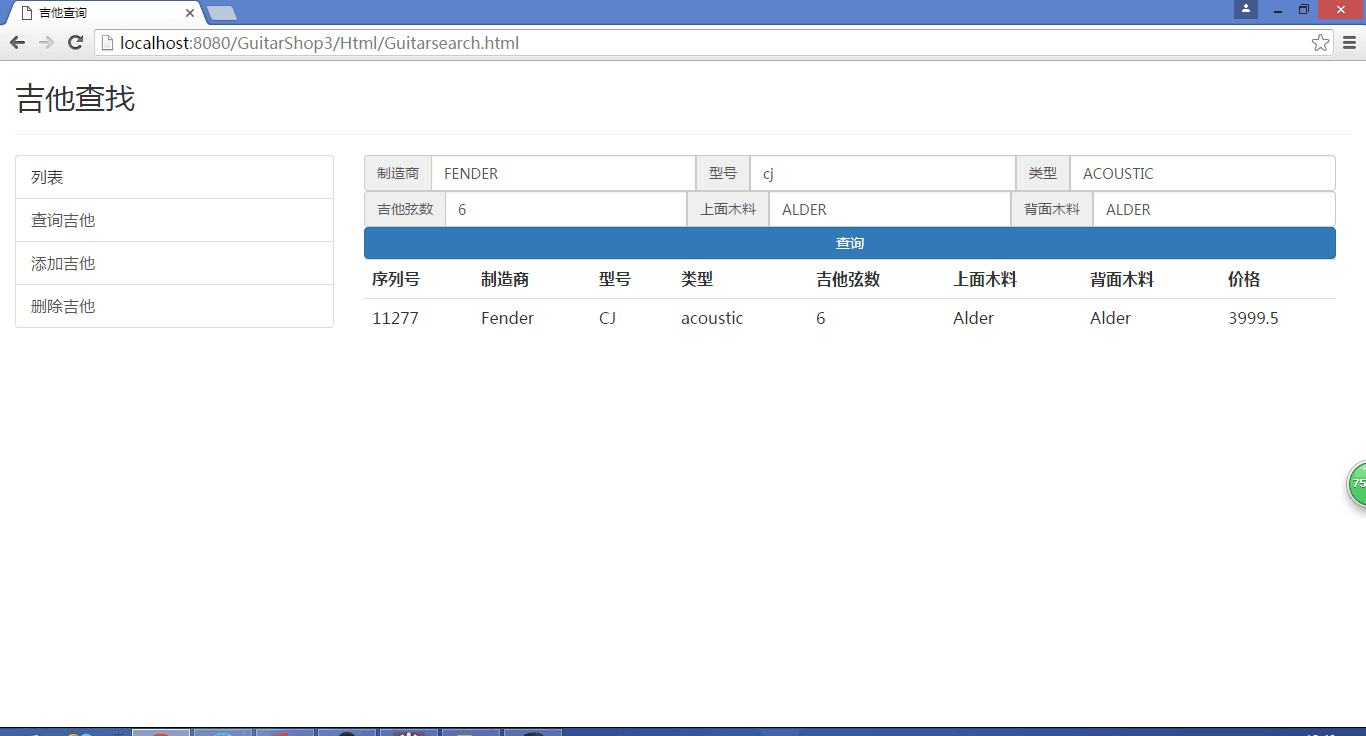 吉他查询
localhost:8080/GuitarShop3/Html/Guitarsearch.html
吉他查找
列表
查询吉他
添加吉他
删除吉他
制造商 FENDER 型号 cj 类型 ACOUSTIC
吉他弦数 6 上面木料 ALDER 背面木料 ALDER
查询
序列号 制造商 型号 类型 吉他弦数 上面木料 背面木料 价格
11277 Fender CJ acoustic 6 Alder Alder 3999.5
75